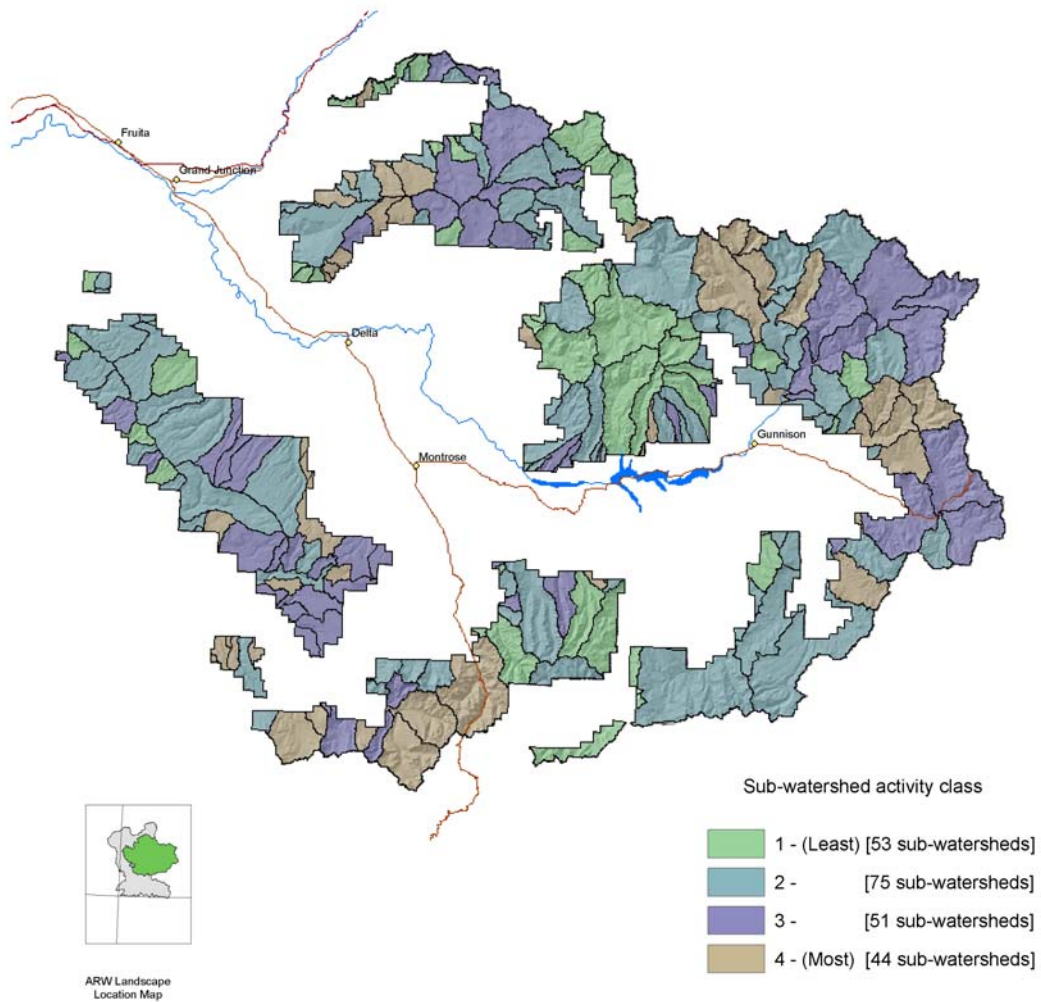 Fruita
Grand Junction
Delta
Montrose
Gunnison
Sub-watershed activity class
1 - (Least) [53 sub-watersheds]
2 - [75 sub-watersheds]
3 - [51 sub-watersheds]
4 - (Most) [44 sub-watersheds]
ARW Landscape
Location Map